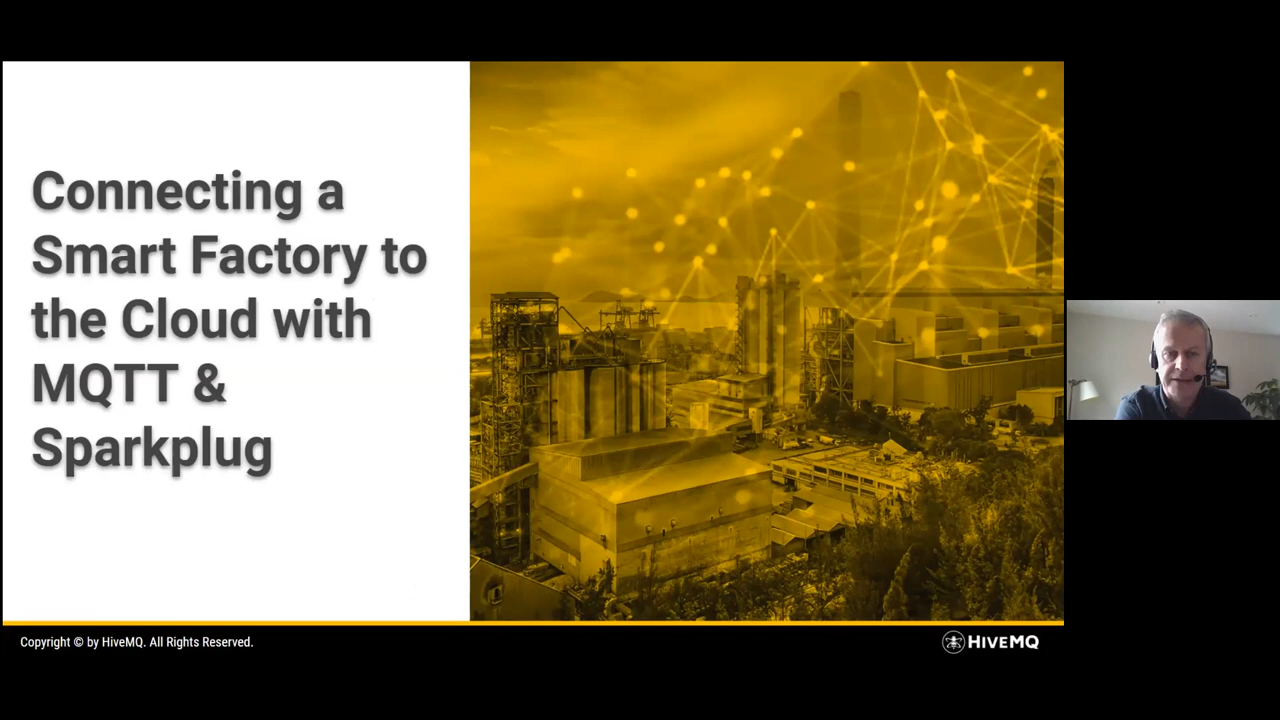 Connecting a
Smart Factory to
the Cloud with
MQTT &
Sparkplug
Copyright © by HiveMQ. All Rights Reserved.
HIVEMQ